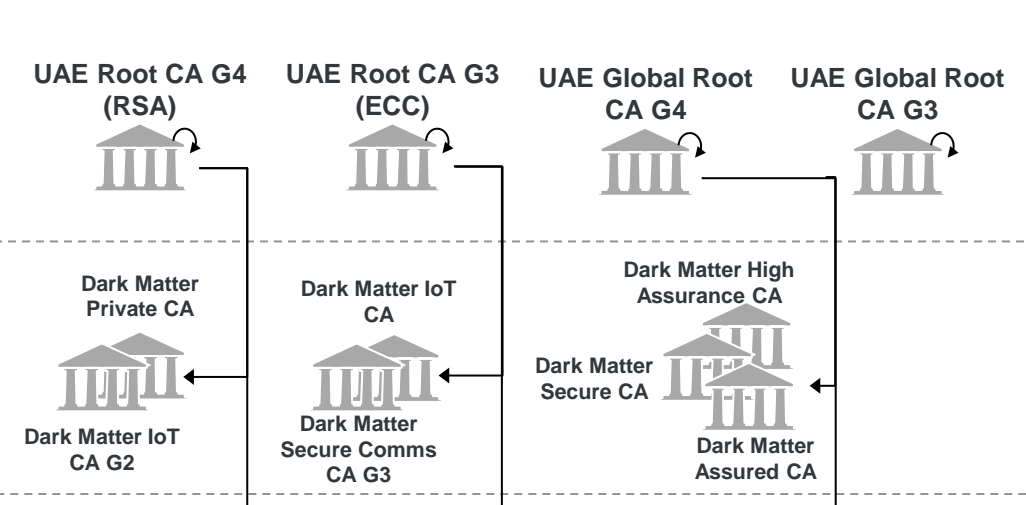 UAE Root CA G4
(RSA)
UAE Root CA G3
(ECC)
UAE Global Root
CA G4
UAE Global Root
CA G3
Dark Matter
Private CA
Dark Matter IoT
CA G2
Dark Matter IoT
CA
Dark Matter
Secure Comms
CA G3
Dark Matter High
Assurance CA
Dark Matter
Secure CA
Dark Matter
Assured CA